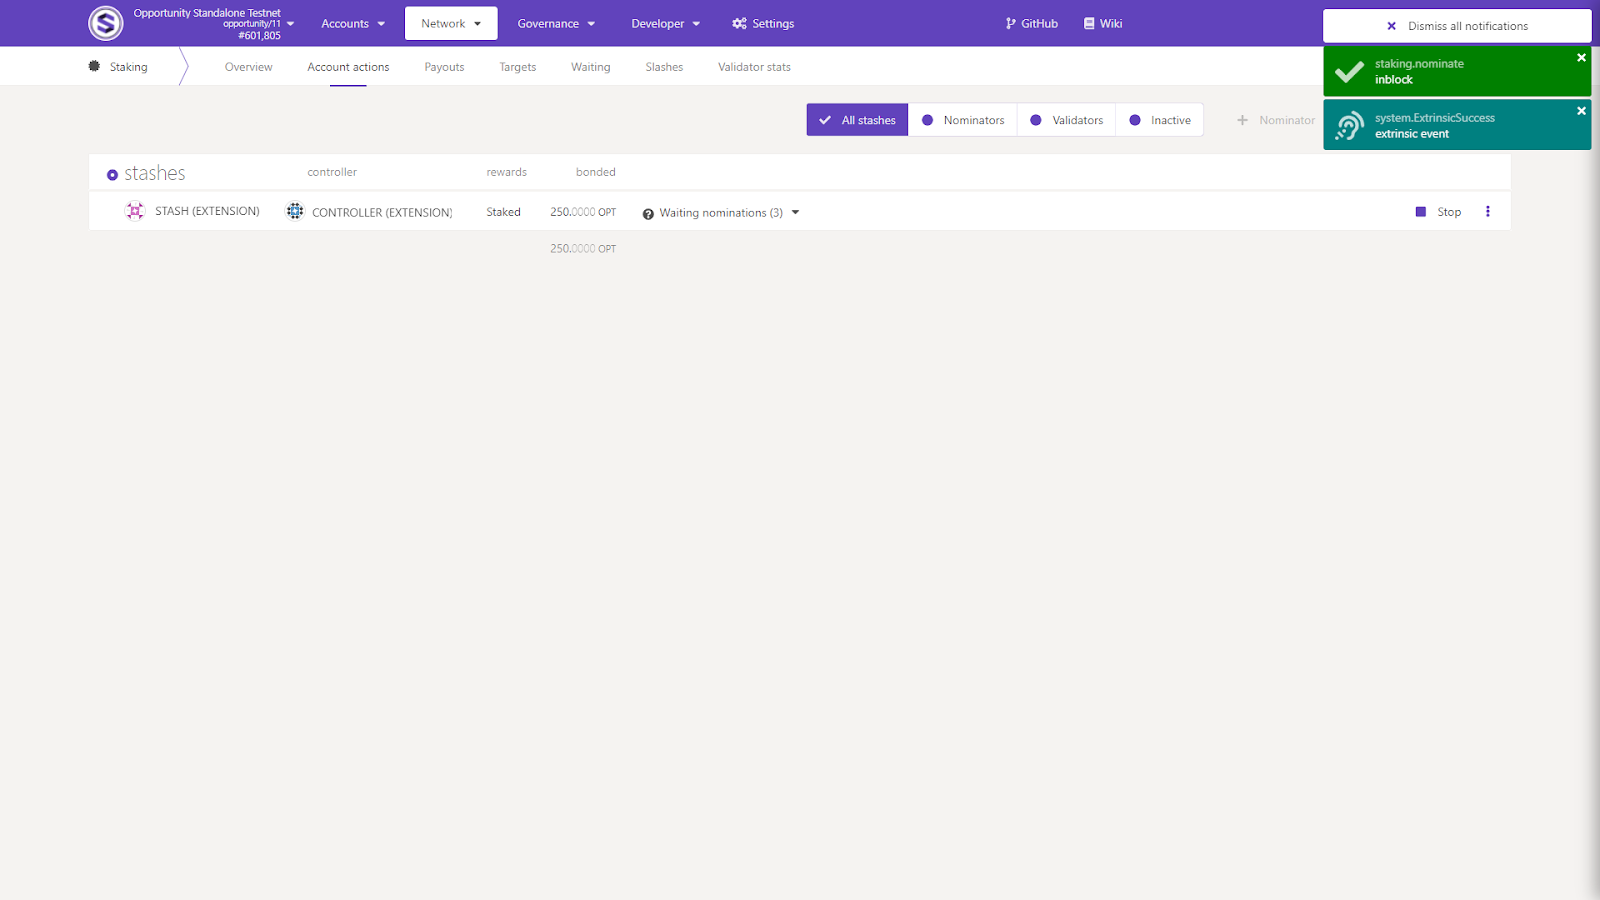 Opportunity Standalone Testnet
opportunity/11
#601,805
Accounts
Network
Governance
Developer
Settings
GitHub
Wiki
Dismiss all notifications
staking.nominate
inblock
system.ExtrinsicSuccess
extrinsic event
Staking
Overview
Account actions
Payouts
Targets
Waiting
Slashes
Validator stats
All stashes
Nominators
Validators
Inactive
Nominator
stashes controller rewards bonded
STASH (EXTENSION) CONTROLLER (EXTENSION) Staked 250.0000 OPT Waiting nominations (3) Stop
250.0000 OPT